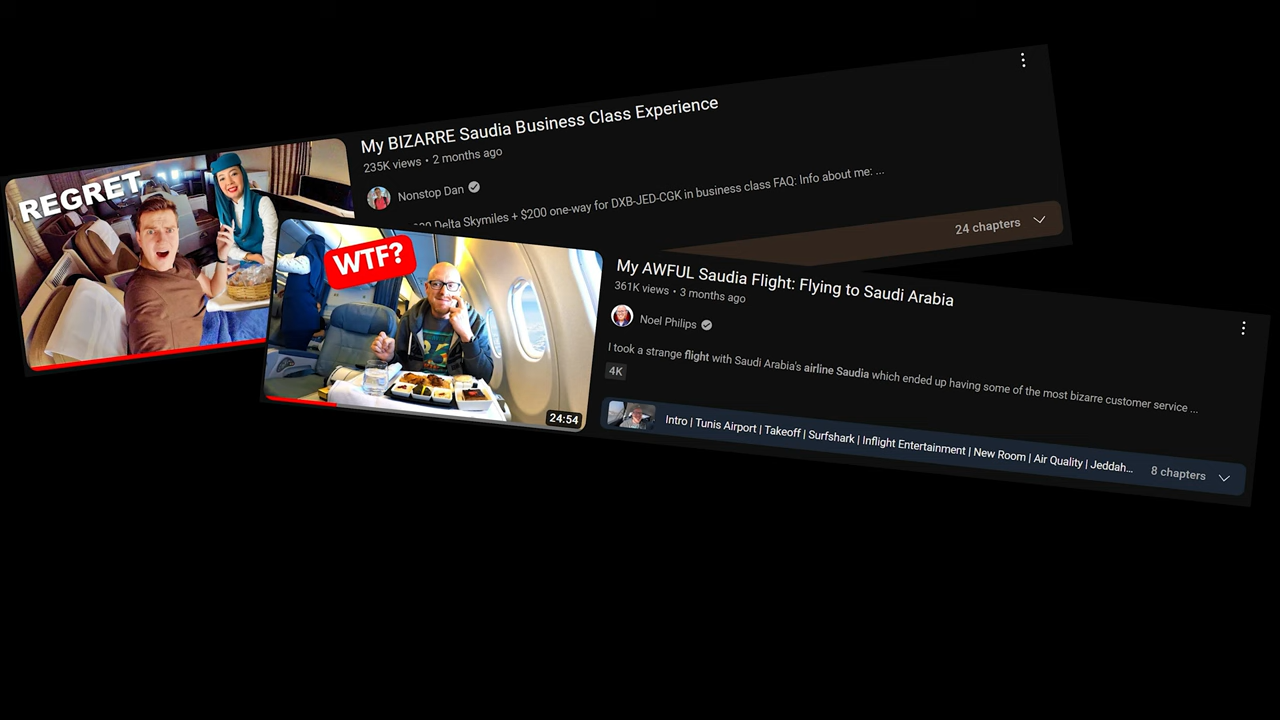 REGRET
My BIZARRE Saudia Business Class Experience
235K views • 2 months ago
Nonstop Dan
Delta Skymiles + $200 one-way for DXB-JED-CGK in business class FAQ: Info about me: ...
24 chapters
WTF?
24:54
My AWFUL Saudia Flight: Flying to Saudi Arabia
361K views • 3 months ago
Noel Philips
I took a strange flight with Saudi Arabia's airline Saudia which ended up having some of the most bizarre customer service ...
4K
Intro | Tunis Airport | Takeoff | Surfshark | Inflight Entertainment | New Room | Air Quality | Jeddah...
8 chapters